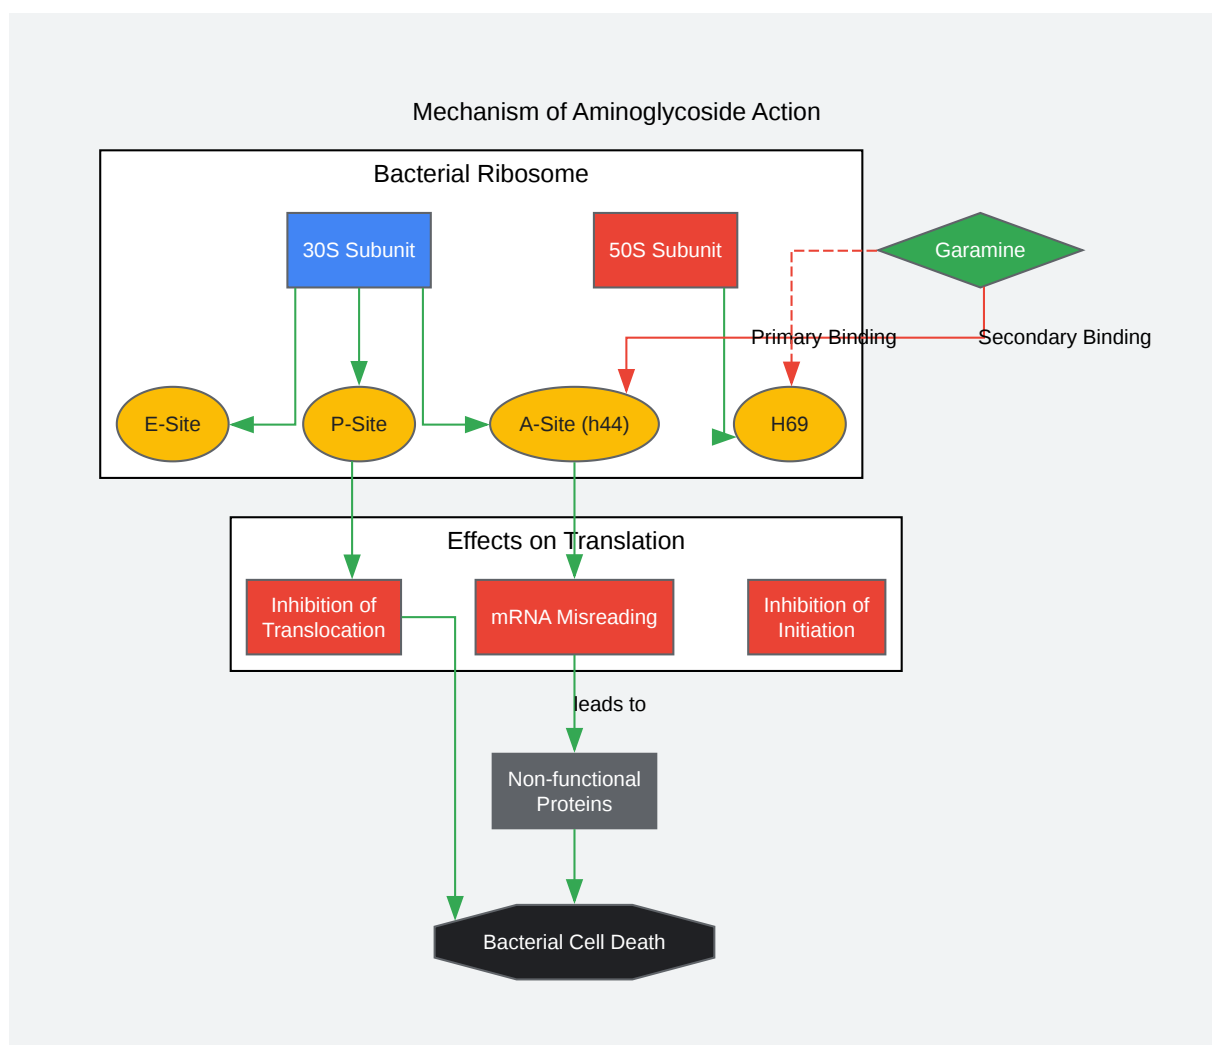 Mechanism of Aminoglycoside Action
Bacterial Ribosome
30S Subunit
50S Subunit
Garamine
Primary Binding
Secondary Binding
E-Site
P-Site
A-Site (h44)
H69
Effects on Translation
Inhibition of
Translocation
mRNA Misreading
Inhibition of
Initiation
leads to
Non-functional
Proteins
Bacterial Cell Death